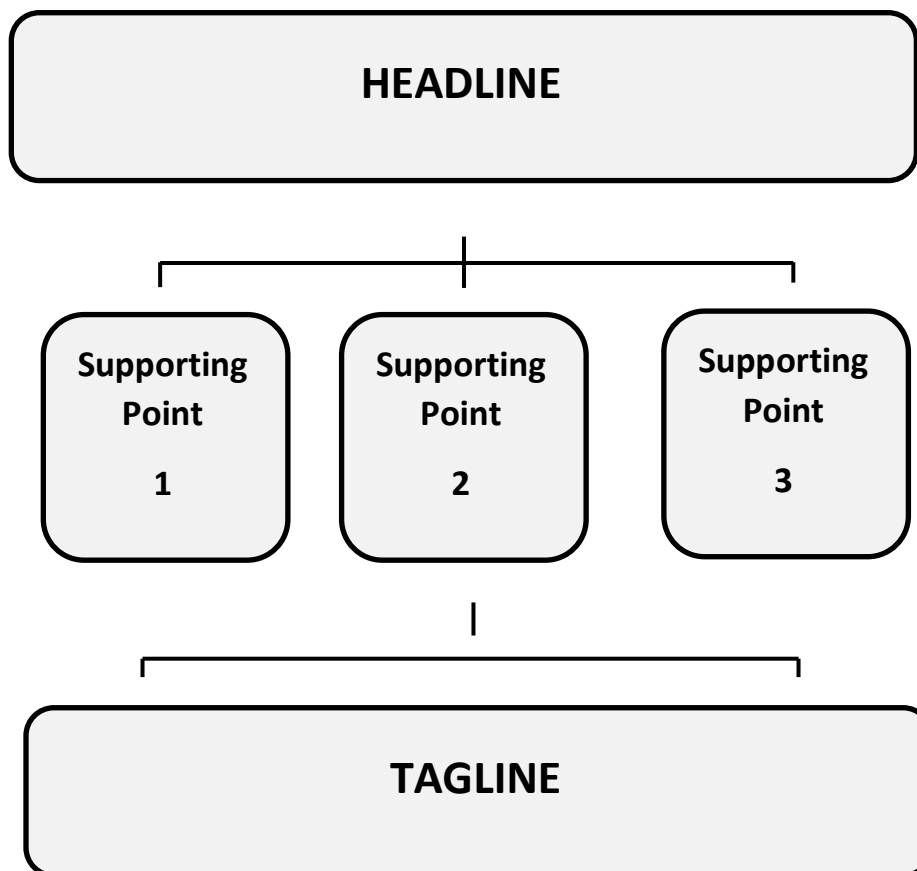 HEADLINE
Supporting
Point
1
Supporting
Point
2
Supporting
Point
3
TAGLINE